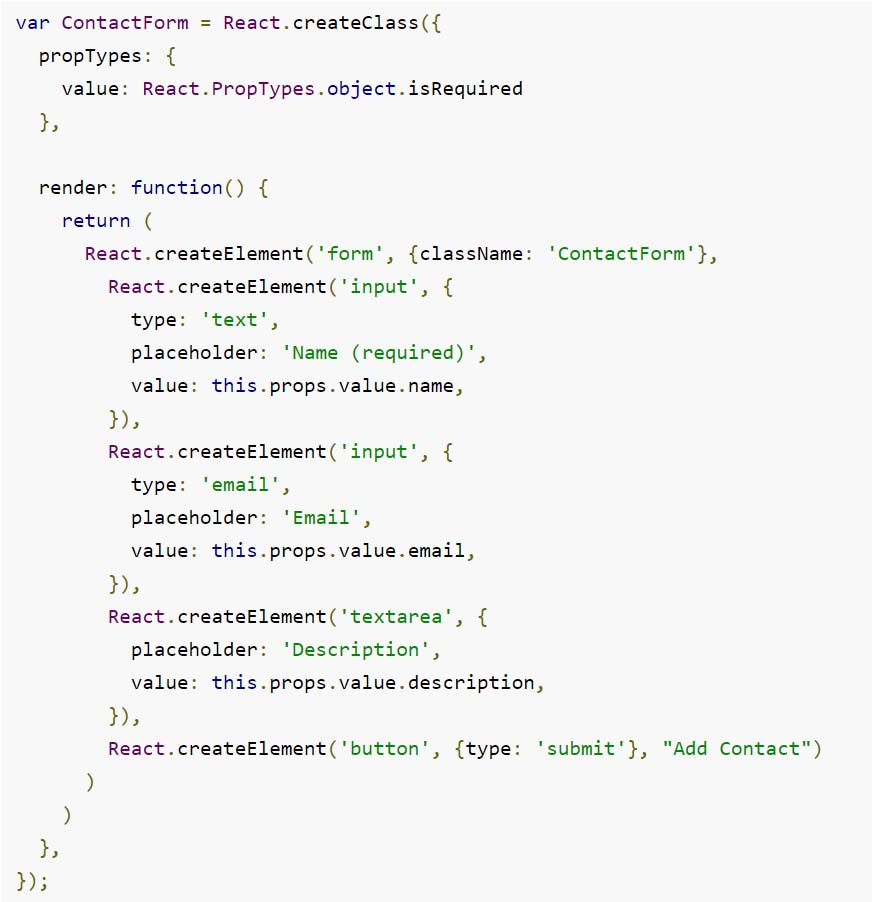 var ContactForm = React.createClass({
  propTypes: {
    value: React.PropTypes.object.isRequired
  },

  render: function() {
    return (
      React.createElement('form', {className: 'ContactForm'},
        React.createElement('input', {
          type: 'text',
          placeholder: 'Name (required)',
          value: this.props.value.name,
        }),
        React.createElement('input', {
          type: 'email',
          placeholder: 'Email',
          value: this.props.value.email,
        }),
        React.createElement('textarea', {
          placeholder: 'Description',
          value: this.props.value.description,
        }),
        React.createElement('button', {type: 'submit'}, "Add Contact")
      )
    )
  },
});